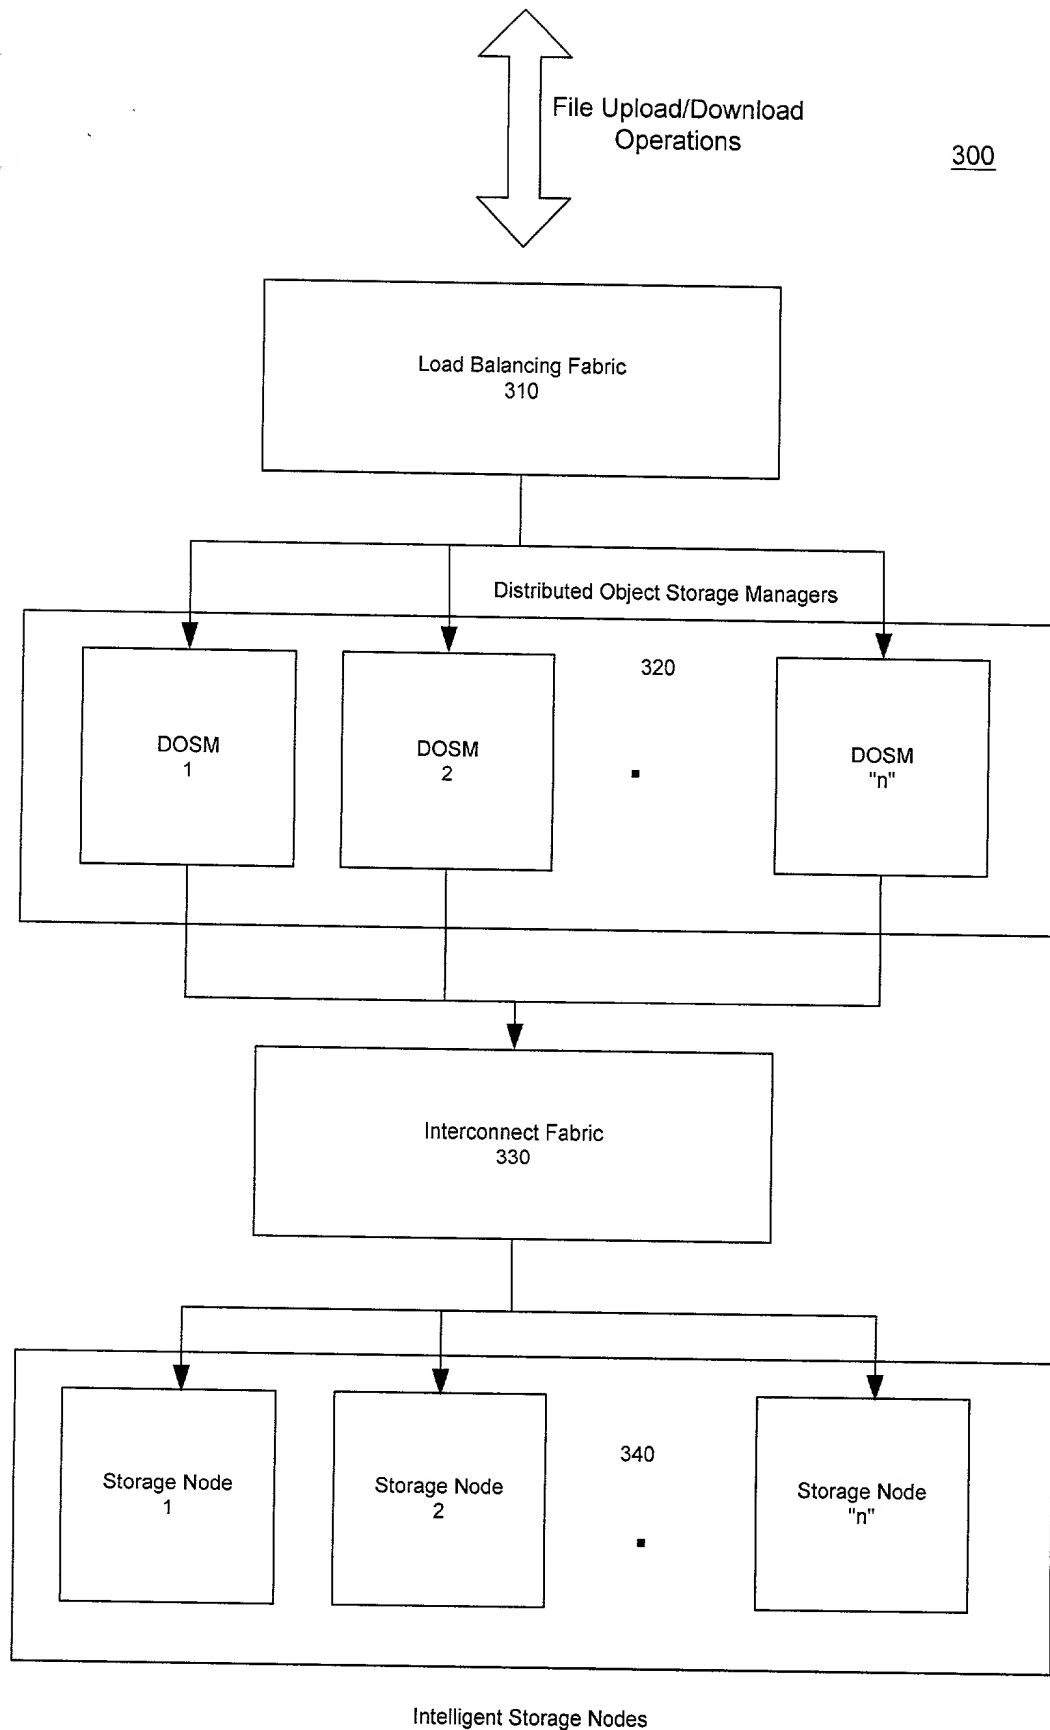 File Upload/Download
Operations
300
Load Balancing Fabric
310
Distributed Object Storage Managers
320
DOSM
1
DOSM
2
DOSM
"n"
Interconnect Fabric
330
340
Storage Node
1
Storage Node
2
Storage Node
"n"
Intelligent Storage Nodes